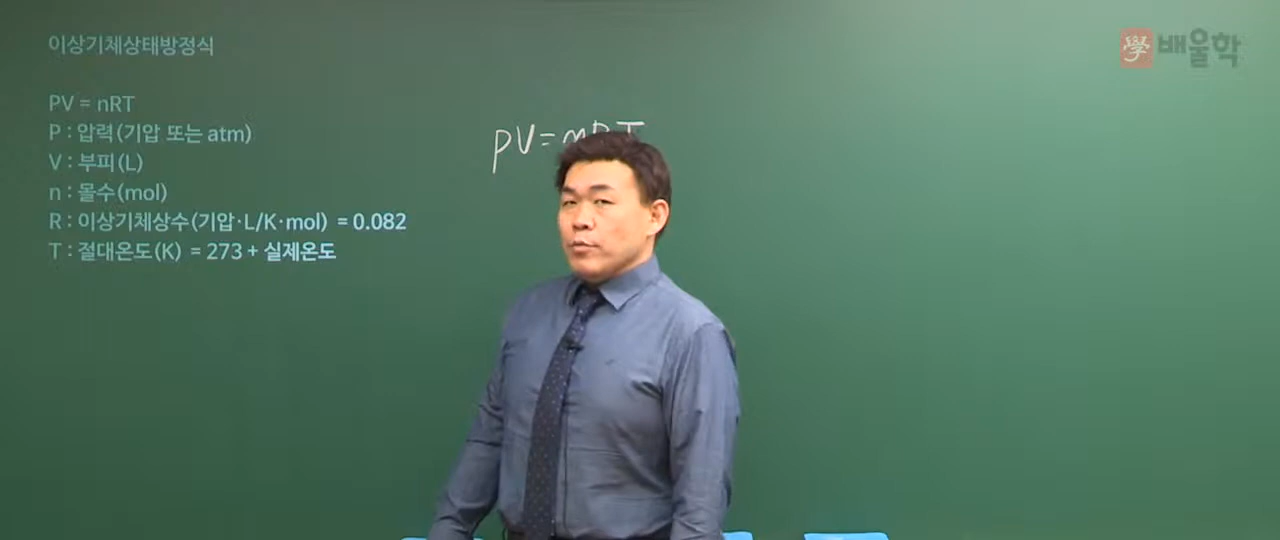 이상기체상태방정식
PV = nRT
P : 압력(기압 또는 atm)
V : 부피(L)
n : 몰수(mol)
R : 이상기체상수(기압·L/K·mol) = 0.082
T : 절대온도(K) = 273 + 실제온도
PV=nRT
學 배울학